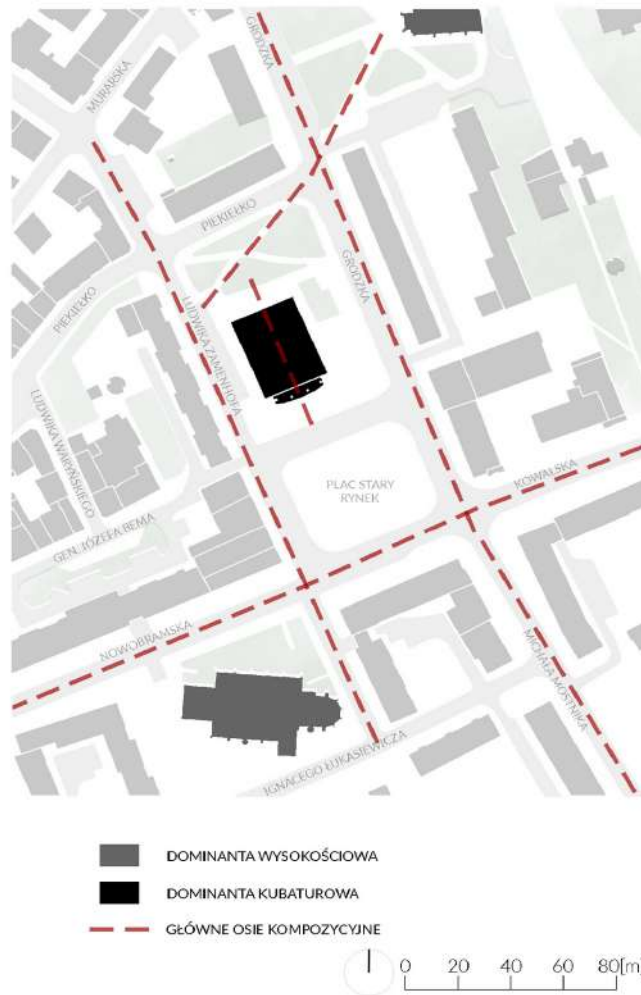 GRODZKA
MURARSKA
PIEKIEŁKO
PIEKIEŁKO
GRODZKA
LUDWIKA ZAMENHOFA
LUDWIKA WARYŃSKIEGO
PLAC STARY
RYNEK
KOWALSKA
GEN. JÓZEFA BEMA
NOWOBRAMSKA
MICHAŁA MOSTNIKA
IGNACEGO ŁUKASIEWICZA
DOMINANTA WYSOKOŚCIOWA
DOMINANTA KUBATUROWA
GŁÓWNE OSIE KOMPOZYCYJNE
0 20 40 60 80[m]